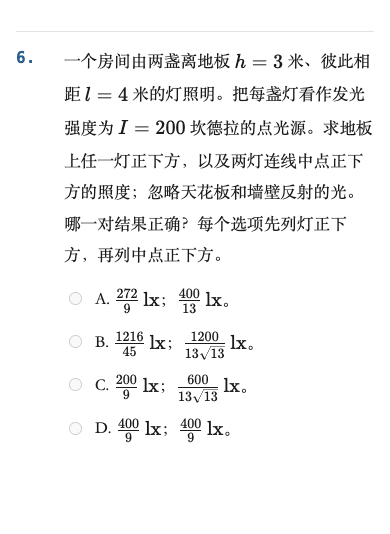 6.
一个房间由两盏离地板 h = 3 米、彼此相
距 l = 4 米的灯照明。把每盏灯看作发光
强度为 I = 200 坎德拉的点光源。求地板
上任一灯正下方，以及两灯连线中点正下
方的照度；忽略天花板和墙壁反射的光。
哪一对结果正确？每个选项先列灯正下
方，再列中点正下方。
A. 272/9 lx； 400/13 lx。
B. 1216/45 lx； 1200/(13√13) lx。
C. 200/9 lx； 600/(13√13) lx。
D. 400/9 lx； 400/9 lx。